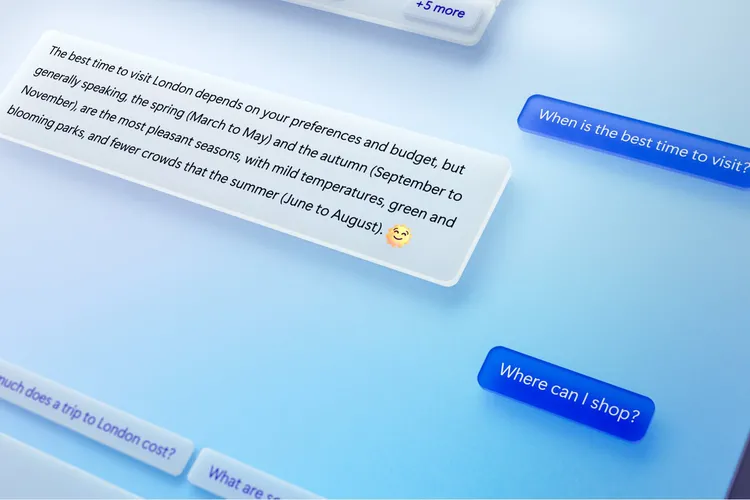 +5 more
When is the best time to visit?
The best time to visit London depends on your preferences and budget, but
generally speaking, the spring (March to May) and the autumn (September to
November), are the most pleasant seasons, with mild temperatures, green and
blooming parks, and fewer crowds that the summer (June to August).
Where can I shop?
much does a trip to London cost?
What are